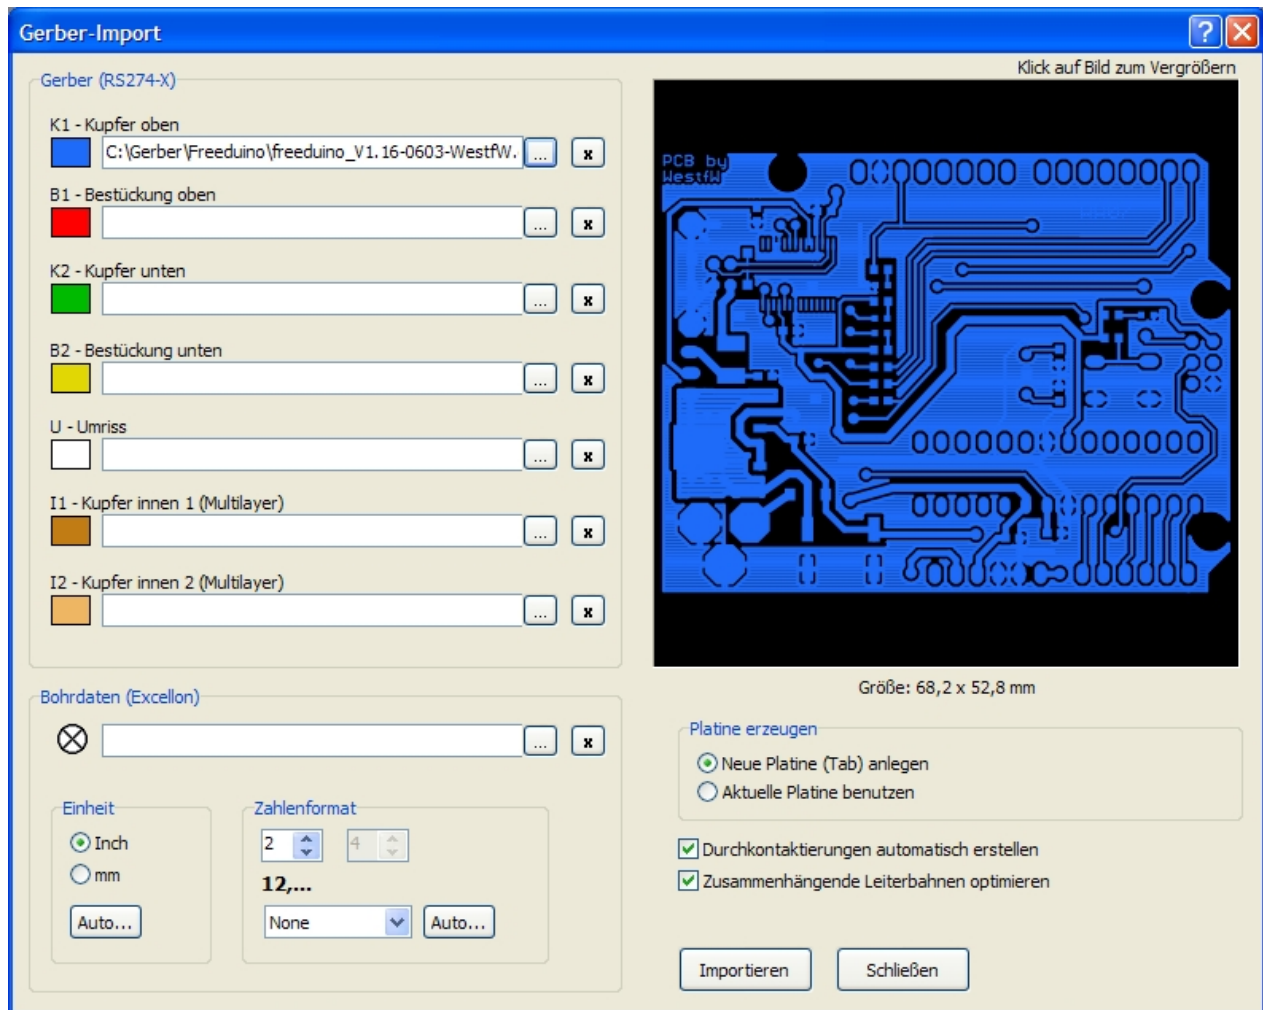 Gerber-Import
Klick auf Bild zum Vergrößern
Gerber (RS274-X)
K1 - Kupfer oben
C:\Gerber\Freeduino\freeduino_V1.16-0603-WestfW.
...
x
B1 - Bestückung oben
...
x
K2 - Kupfer unten
...
x
B2 - Bestückung unten
...
x
U - Umriss
...
x
I1 - Kupfer innen 1 (Multilayer)
...
x
I2 - Kupfer innen 2 (Multilayer)
...
x
PCB by
WestfW
Größe: 68,2 x 52,8 mm
Bohrdaten (Excellon)
...
x
Einheit
Inch
mm
Auto...
Zahlenformat
2
4
12,...
None
Auto...
Platine erzeugen
Neue Platine (Tab) anlegen
Aktuelle Platine benutzen
Durchkontaktierungen automatisch erstellen
Zusammenhängende Leiterbahnen optimieren
Importieren
Schließen